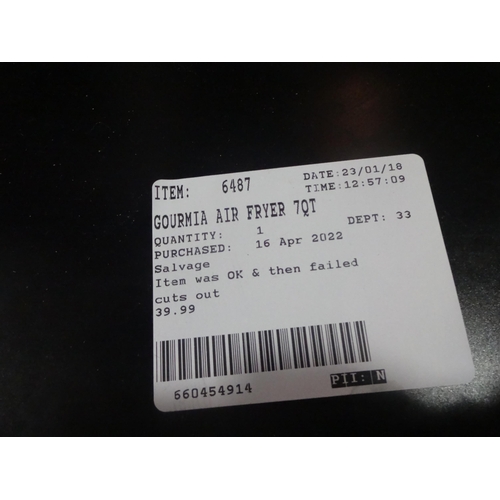 ITEM: 6487 DATE:23/01/18
TIME:12:57:09
GOURMIA AIR FRYER 7QT
QUANTITY: 1 DEPT: 33
PURCHASED: 16 Apr 2022
Salvage
Item was OK & then failed
cuts out
39.99
660454914 PII: N